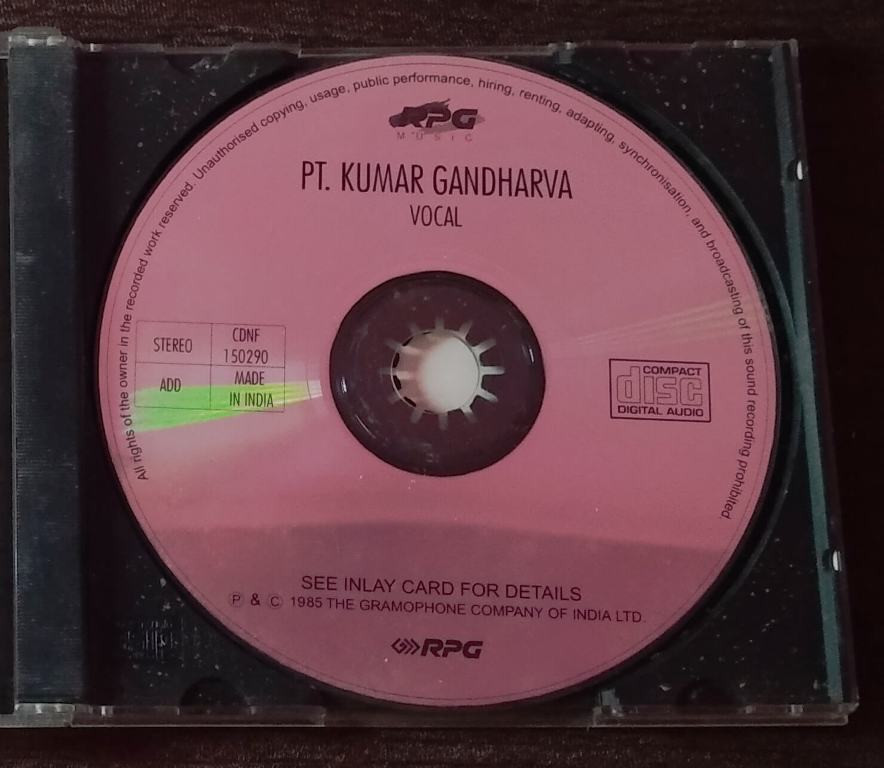 All rights of the owner in the recorded work reserved. Unauthorised copying, usage, public performance, hiring, renting, adapting, synchronisation, and broadcasting of this sound recording prohibited.
RPG
MUSIC
PT. KUMAR GANDHARVA
VOCAL
STEREO
CDNF
150290
ADD
MADE
IN INDIA
COMPACT
disc
DIGITAL AUDIO
SEE INLAY CARD FOR DETAILS
Ⓟ & Ⓒ 1985 THE GRAMOPHONE COMPANY OF INDIA LTD.
RPG